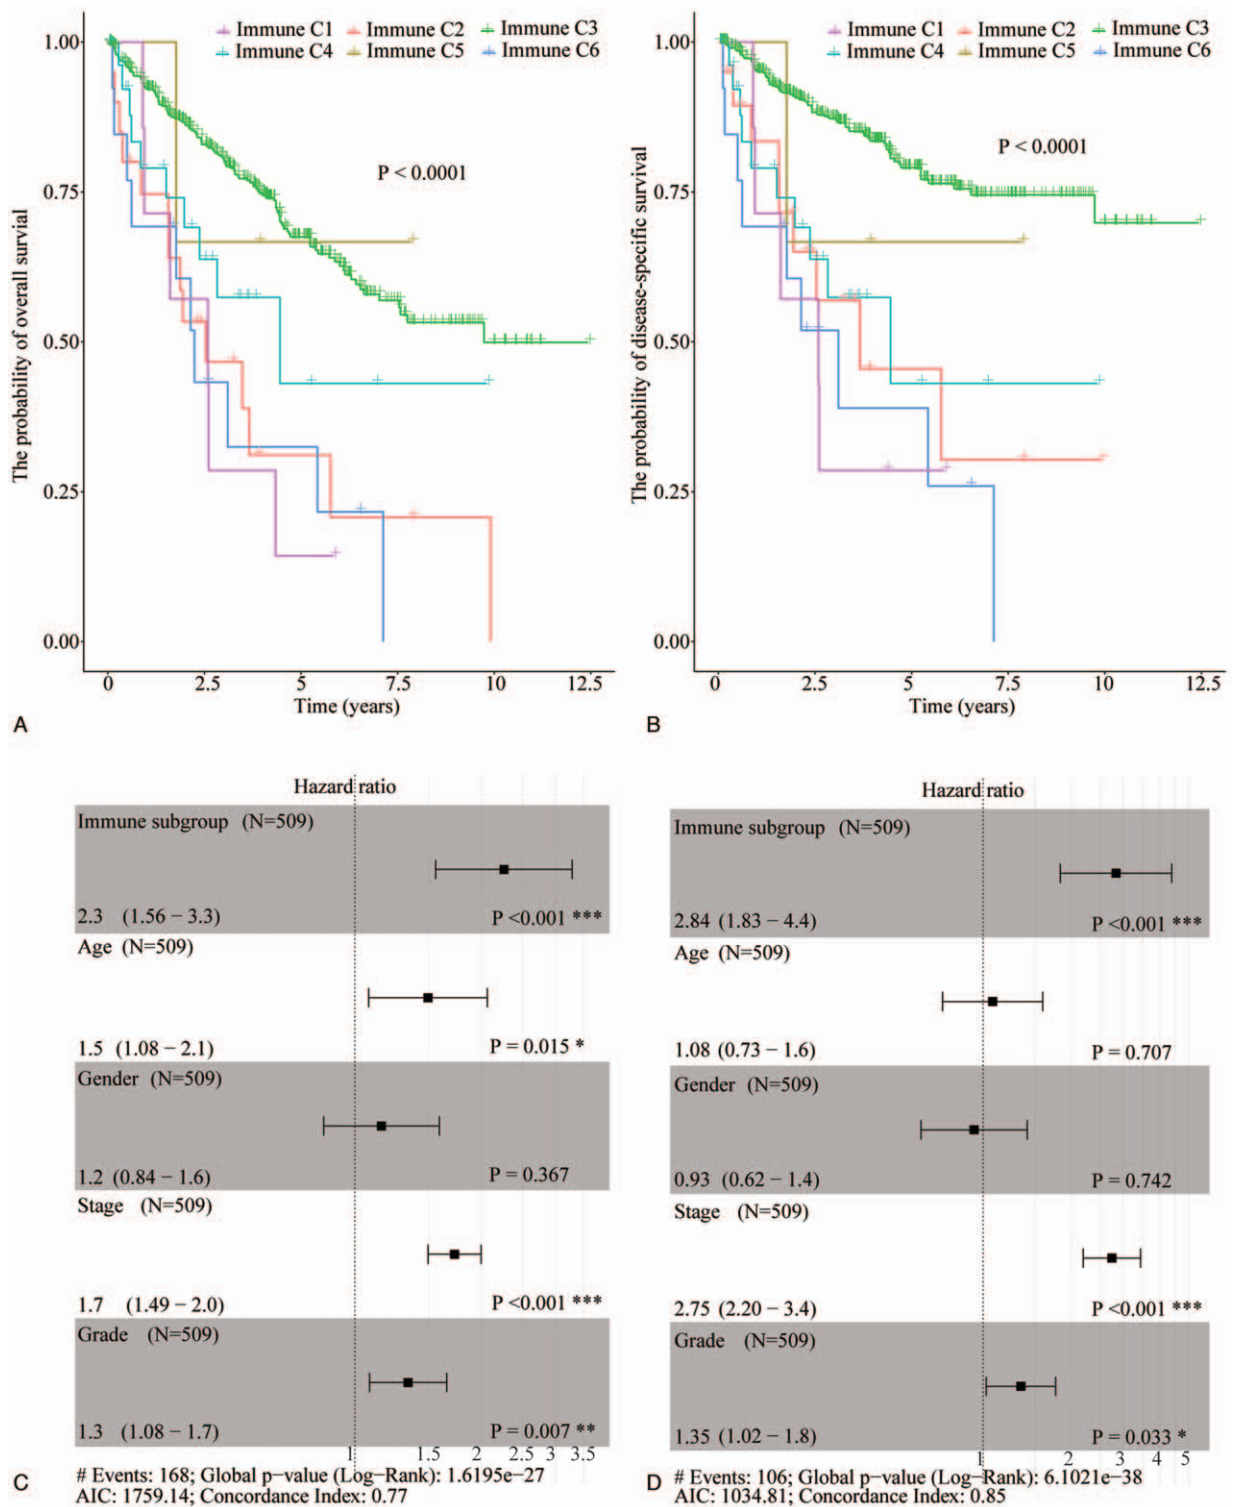 Immune C1 Immune C2 Immune C3
Immune C4 Immune C5 Immune C6
1.00
0.75
0.50
0.25
0.00
The probability of overall survial
P < 0.0001
0 2.5 5 7.5 10 12.5
Time (years)
A
Immune C1 Immune C2 Immune C3
Immune C4 Immune C5 Immune C6
1.00
0.75
0.50
0.25
0.00
The probability of disease-specific survival
P < 0.0001
0 2.5 5 7.5 10 12.5
Time (years)
B
Hazard ratio
Immune subgroup (N=509)
2.3 (1.56 − 3.3) P <0.001 ***
Age (N=509)
1.5 (1.08 − 2.1) P = 0.015 *
Gender (N=509)
1.2 (0.84 − 1.6) P = 0.367
Stage (N=509)
1.7 (1.49 − 2.0) P <0.001 ***
Grade (N=509)
1.3 (1.08 − 1.7) P = 0.007 **
1 1.5 2 2.5 3 3.5
# Events: 168; Global p−value (Log−Rank): 1.6195e−27
AIC: 1759.14; Concordance Index: 0.77
C
Hazard ratio
Immune subgroup (N=509)
2.84 (1.83 − 4.4) P <0.001 ***
Age (N=509)
1.08 (0.73 − 1.6) P = 0.707
Gender (N=509)
0.93 (0.62 − 1.4) P = 0.742
Stage (N=509)
2.75 (2.20 − 3.4) P <0.001 ***
Grade (N=509)
1.35 (1.02 − 1.8) P = 0.033 *
1 2 3 4 5
# Events: 106; Global p−value (Log−Rank): 6.1021e−38
AIC: 1034.81; Concordance Index: 0.85
D